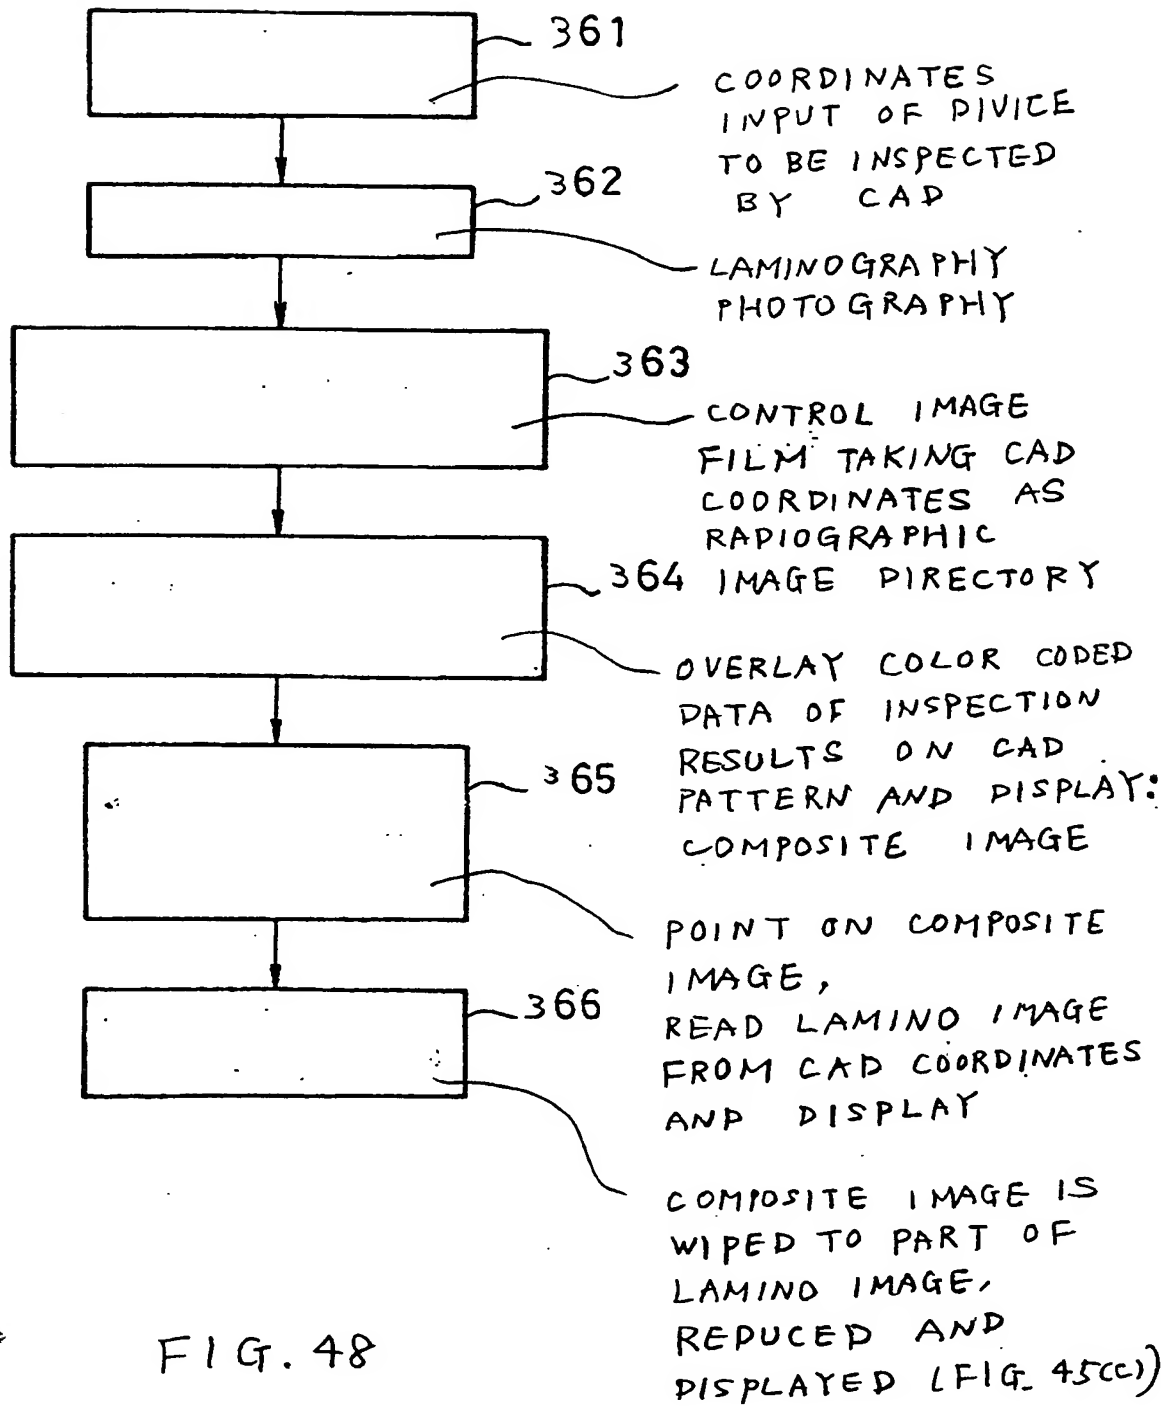 361
COORDINATES
INPUT OF DIVICE
TO BE INSPECTED
BY CAD
362
LAMINOGRAPHY
PHOTOGRAPHY
363
CONTROL IMAGE
FILM TAKING CAD
COORDINATES AS
RADIOGRAPHIC
364
IMAGE DIRECTORY
OVERLAY COLOR CODED
DATA OF INSPECTION
RESULTS ON CAD
PATTERN AND DISPLAY:
COMPOSITE IMAGE
365
POINT ON COMPOSITE
IMAGE,
READ LAMINO IMAGE
FROM CAD COORDINATES
AND DISPLAY
366
COMPOSITE IMAGE IS
WIPED TO PART OF
LAMINO IMAGE,
REDUCED AND
DISPLAYED (FIG. 45(C))
FIG. 48